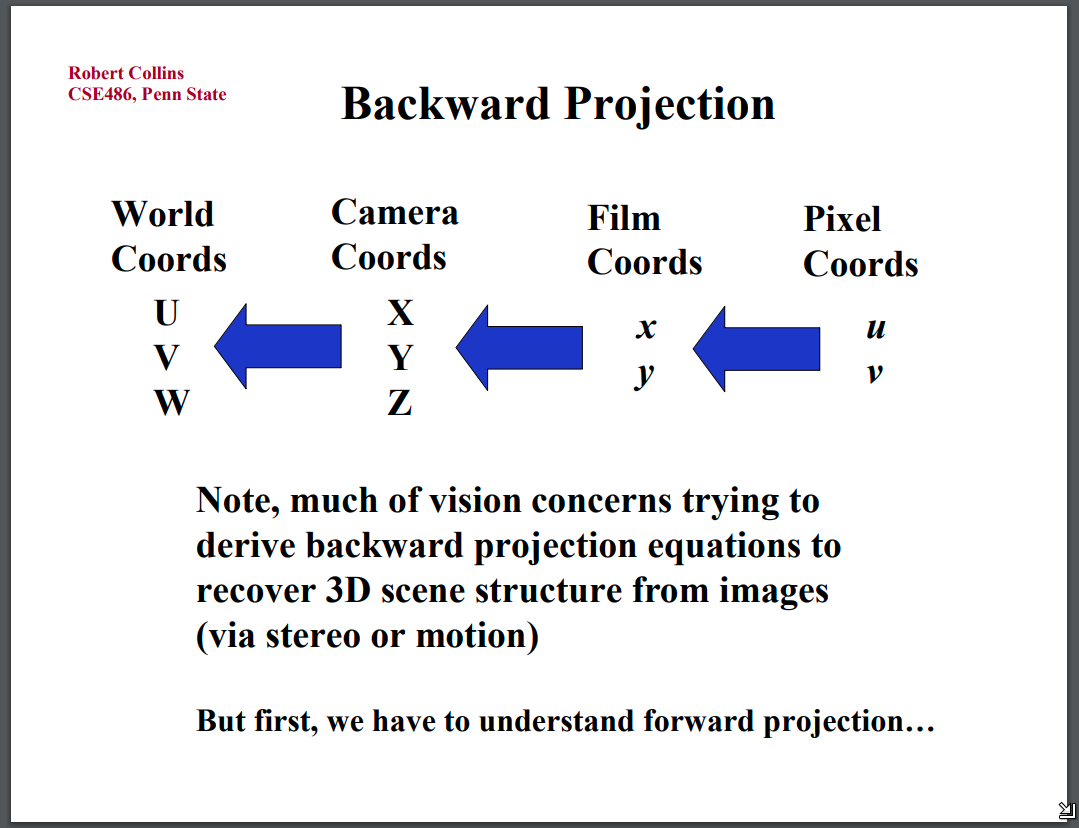 Robert Collins
CSE486, Penn State
Backward Projection
World
Coords
Camera
Coords
Film
Coords
Pixel
Coords
U
V
W
X
Y
Z
x
y
u
v
Note, much of vision concerns trying to
derive backward projection equations to
recover 3D scene structure from images
(via stereo or motion)
But first, we have to understand forward projection…